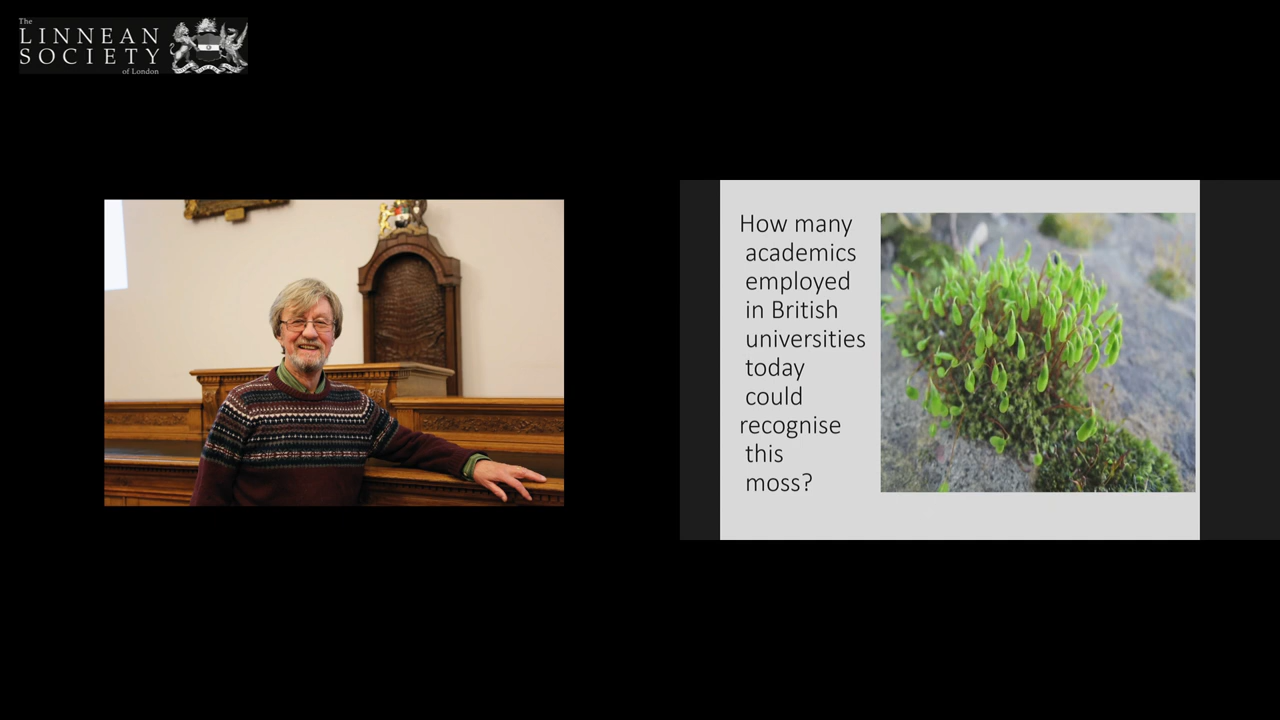 The
LINNEAN
SOCIETY
of London
How many
academics
employed
in British
universities
today
could
recognise
this
moss?